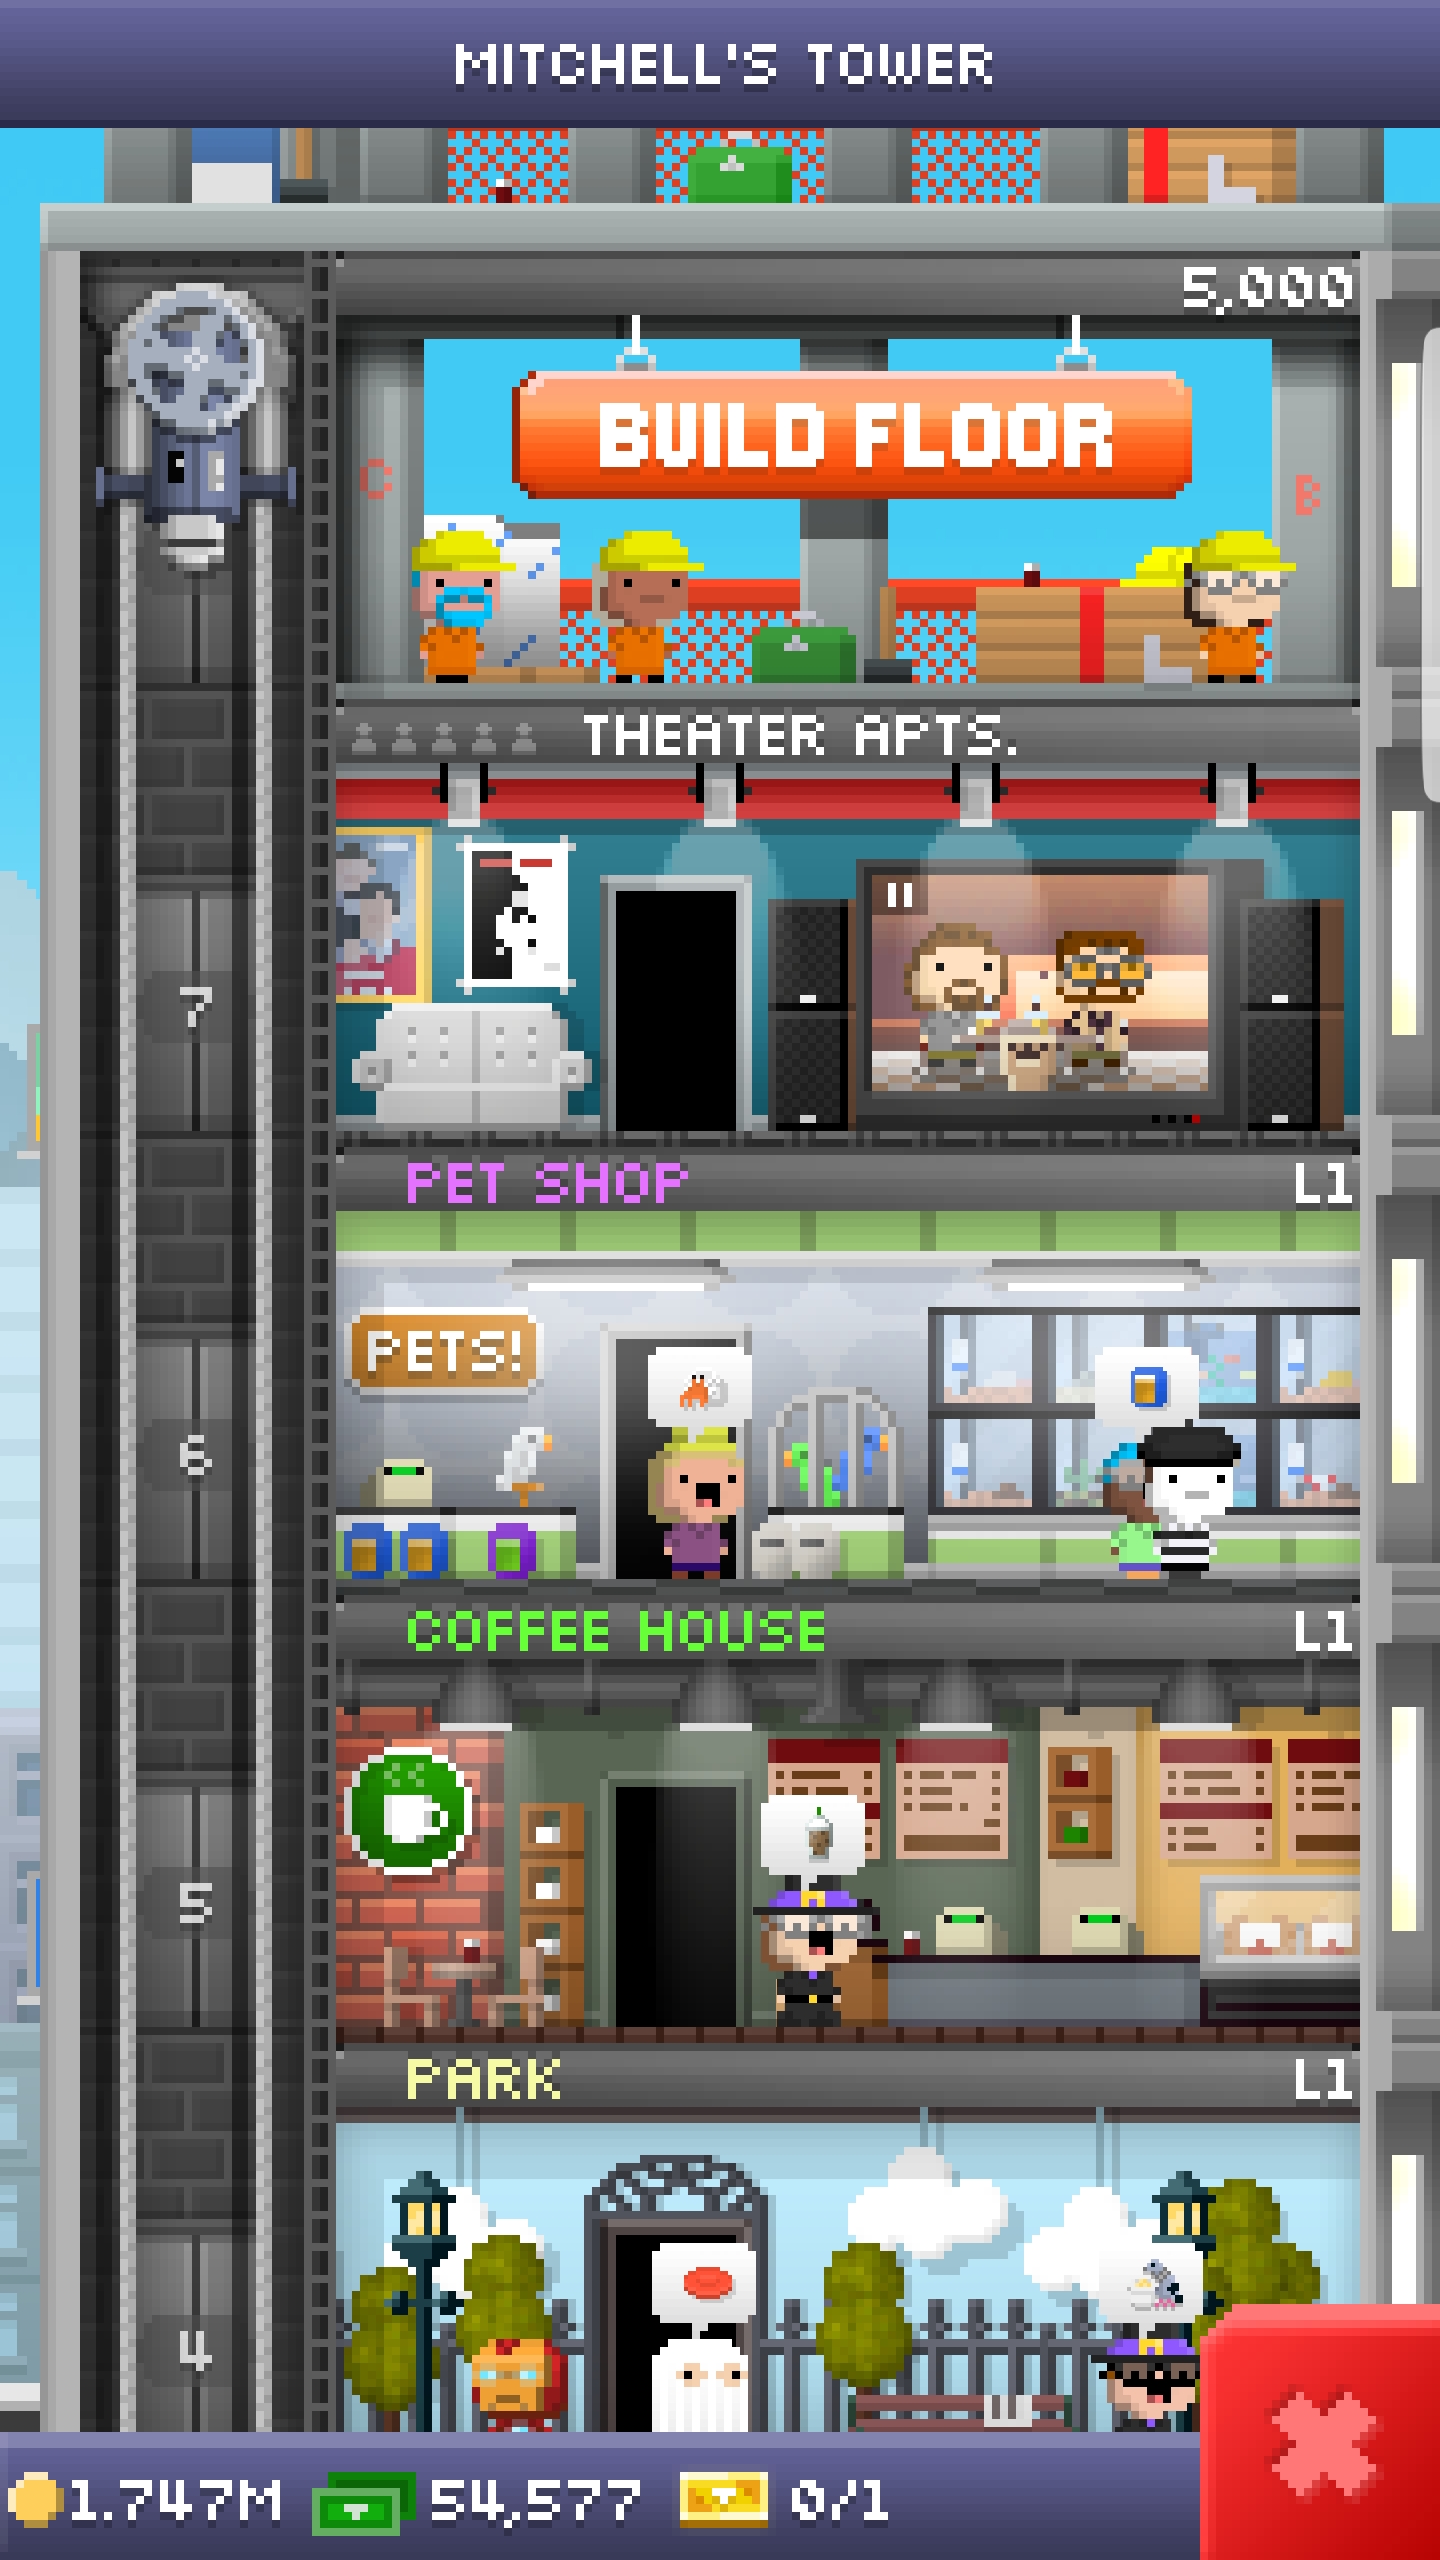 MITCHELL'S TOWER
5,000
BUILD FLOOR
C
B
THEATER APTS.
7
PET SHOP L1
PETS!
6
COFFEE HOUSE L1
5
PARK L1
4
1.747M 54,577 0/1